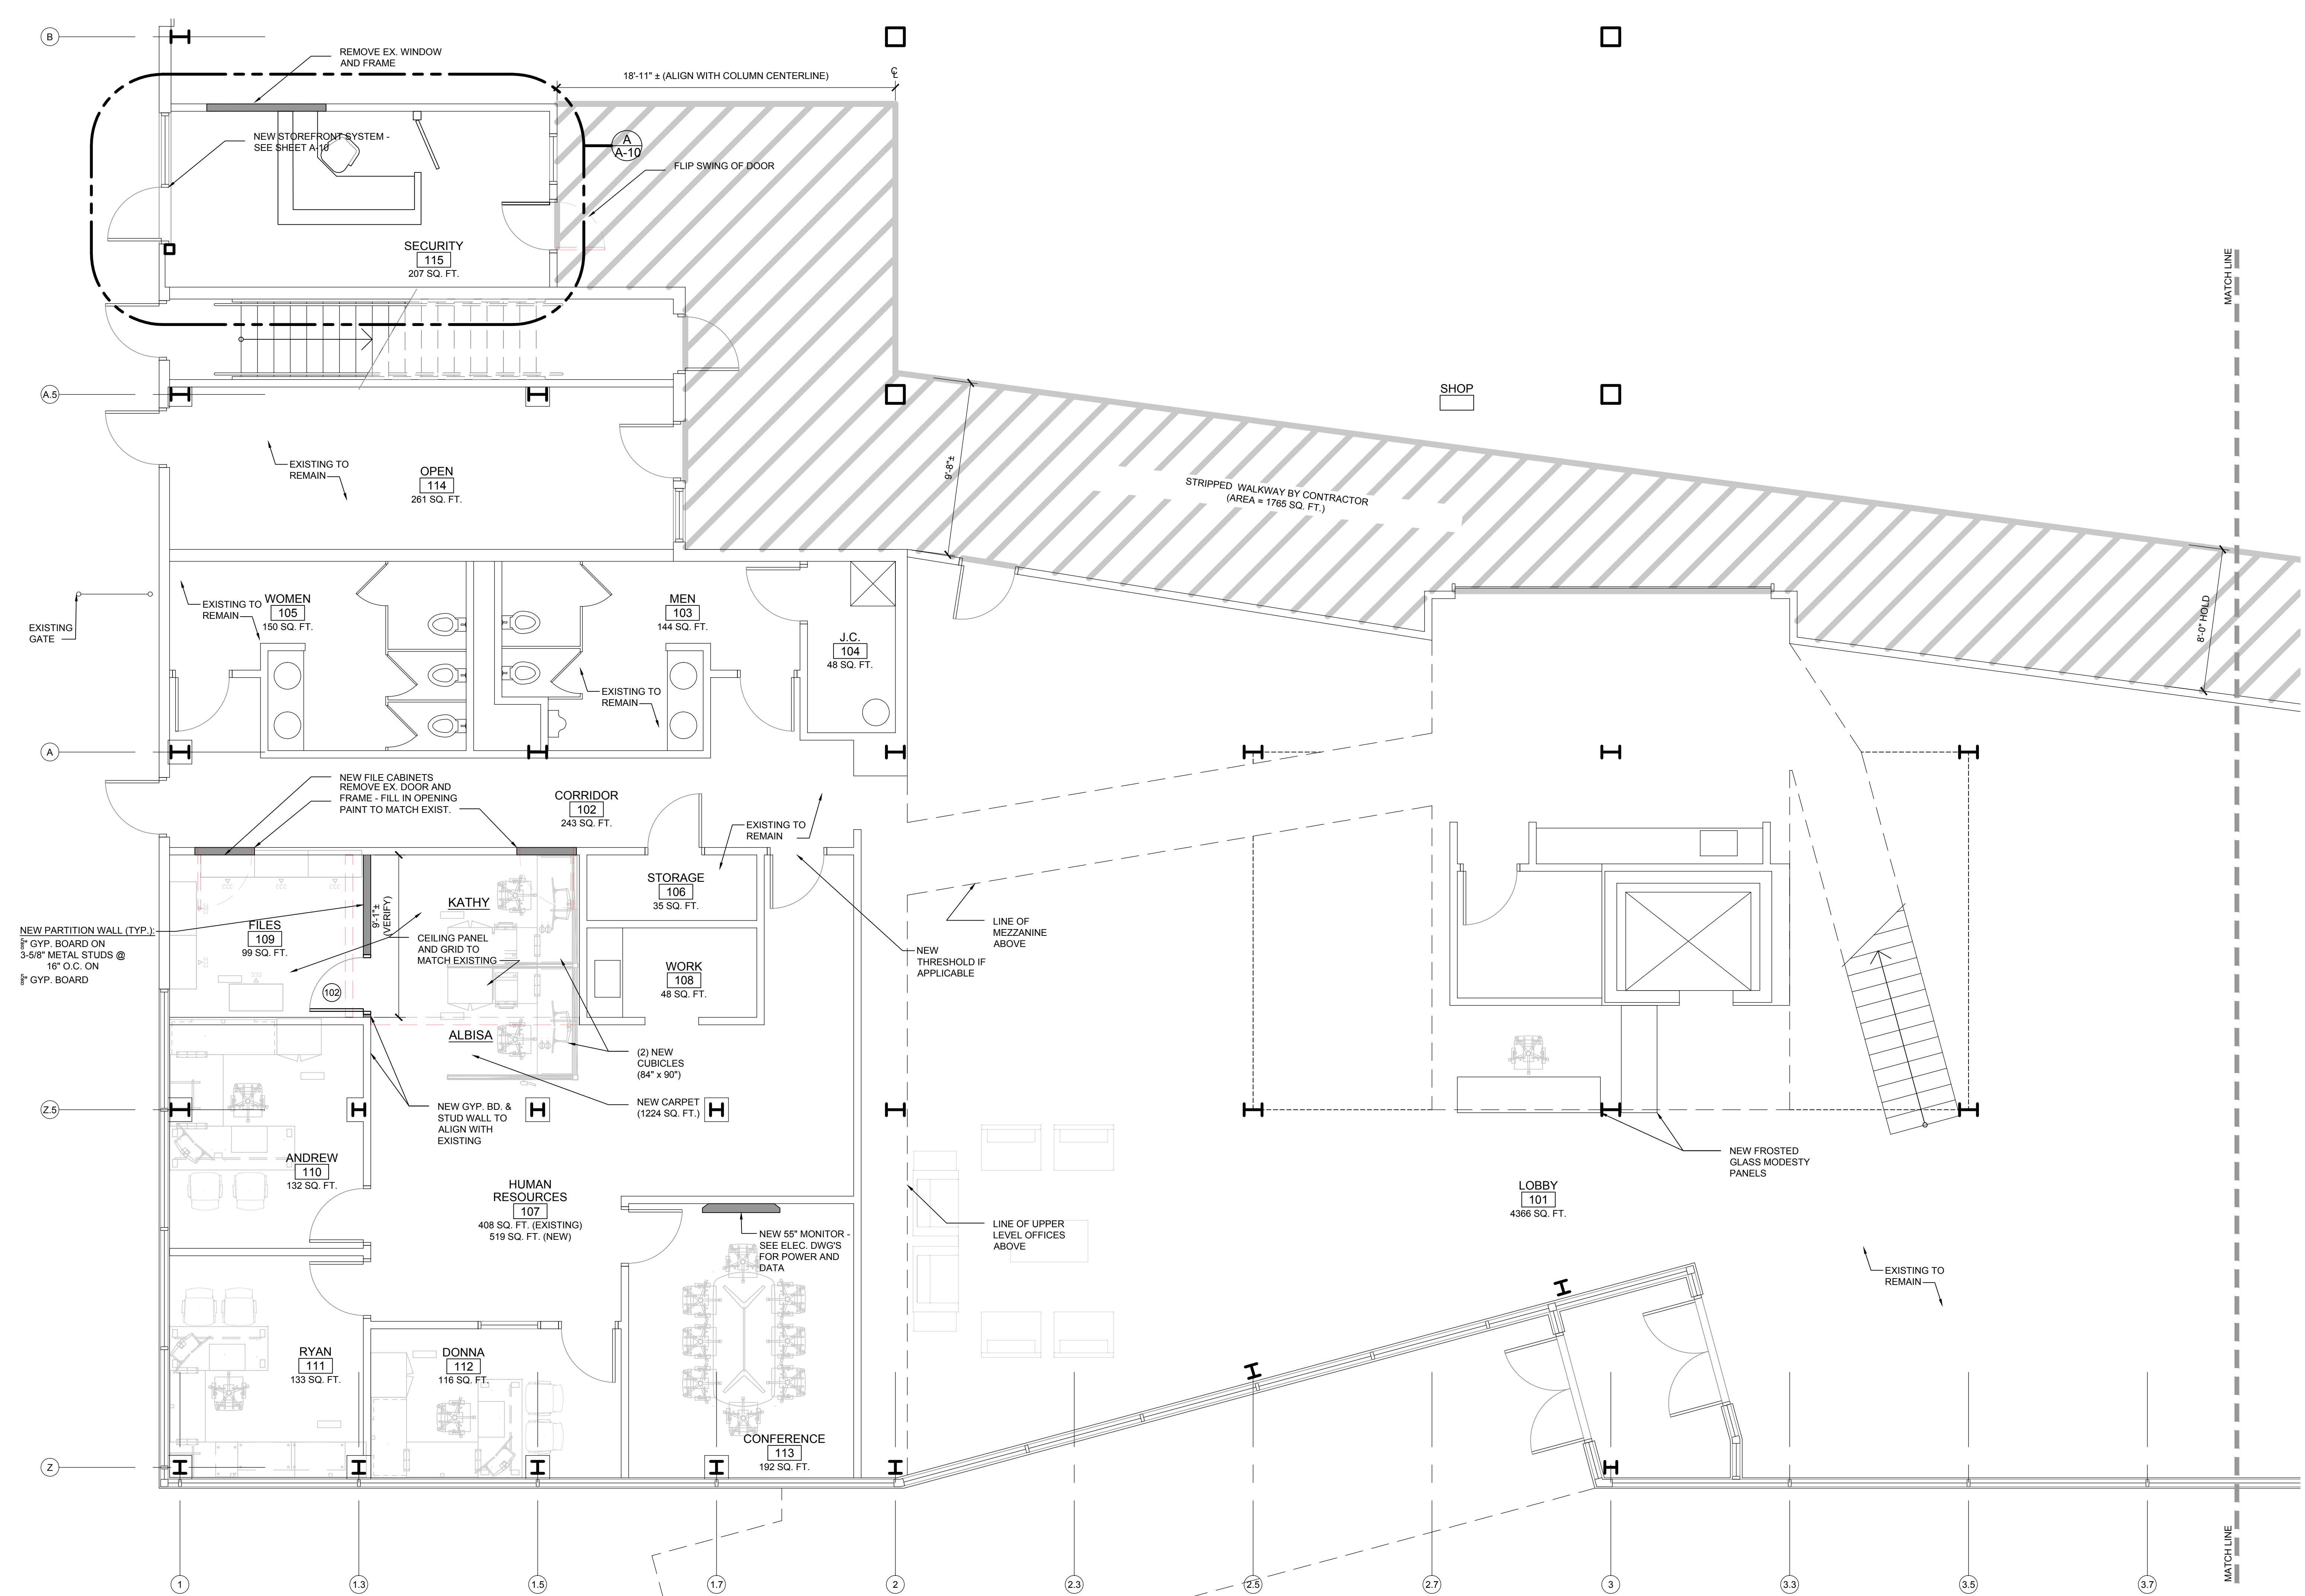 B
REMOVE EX. WINDOW
AND FRAME
18'-11" ± (ALIGN WITH COLUMN CENTERLINE)
NEW STOREFRONT SYSTEM -
SEE SHEET A-10
A
A-10
FLIP SWING OF DOOR
SECURITY
115
207 SQ. FT.
MATCH LINE
A.5
SHOP
EXISTING TO
REMAIN
OPEN
114
261 SQ. FT.
9'-8"±
STRIPPED WALKWAY BY CONTRACTOR
(AREA = 1765 SQ. FT.)
EXISTING
GATE
EXISTING TO
REMAIN
WOMEN
105
150 SQ. FT.
MEN
103
144 SQ. FT.
J.C.
104
48 SQ. FT.
EXISTING TO
REMAIN
8'-0" HOLD
A
NEW FILE CABINETS
REMOVE EX. DOOR AND
FRAME - FILL IN OPENING
PAINT TO MATCH EXIST.
CORRIDOR
102
243 SQ. FT.
EXISTING TO
REMAIN
STORAGE
106
35 SQ. FT.
KATHY
9'-1"±
(VERIFY)
FILES
109
99 SQ. FT.
NEW PARTITION WALL (TYP.):
5/8" GYP. BOARD ON
3-5/8" METAL STUDS @
16" O.C. ON
5/8" GYP. BOARD
CEILING PANEL
AND GRID TO
MATCH EXISTING
WORK
108
48 SQ. FT.
LINE OF
MEZZANINE
ABOVE
NEW
THRESHOLD IF
APPLICABLE
102
ALBISA
(2) NEW
CUBICLES
(84" x 90")
Z.5
NEW GYP. BD. &
STUD WALL TO
ALIGN WITH
EXISTING
NEW CARPET
(1224 SQ. FT.)
ANDREW
110
132 SQ. FT.
HUMAN
RESOURCES
107
408 SQ. FT. (EXISTING)
519 SQ. FT. (NEW)
NEW FROSTED
GLASS MODESTY
PANELS
LOBBY
101
4366 SQ. FT.
NEW 55" MONITOR -
SEE ELEC. DWG'S
FOR POWER AND
DATA
LINE OF UPPER
LEVEL OFFICES
ABOVE
EXISTING TO
REMAIN
RYAN
111
133 SQ. FT.
DONNA
112
116 SQ. FT.
CONFERENCE
113
192 SQ. FT.
Z
MATCH LINE
1
1.3
1.5
1.7
2
2.3
2.5
2.7
3
3.3
3.5
3.7